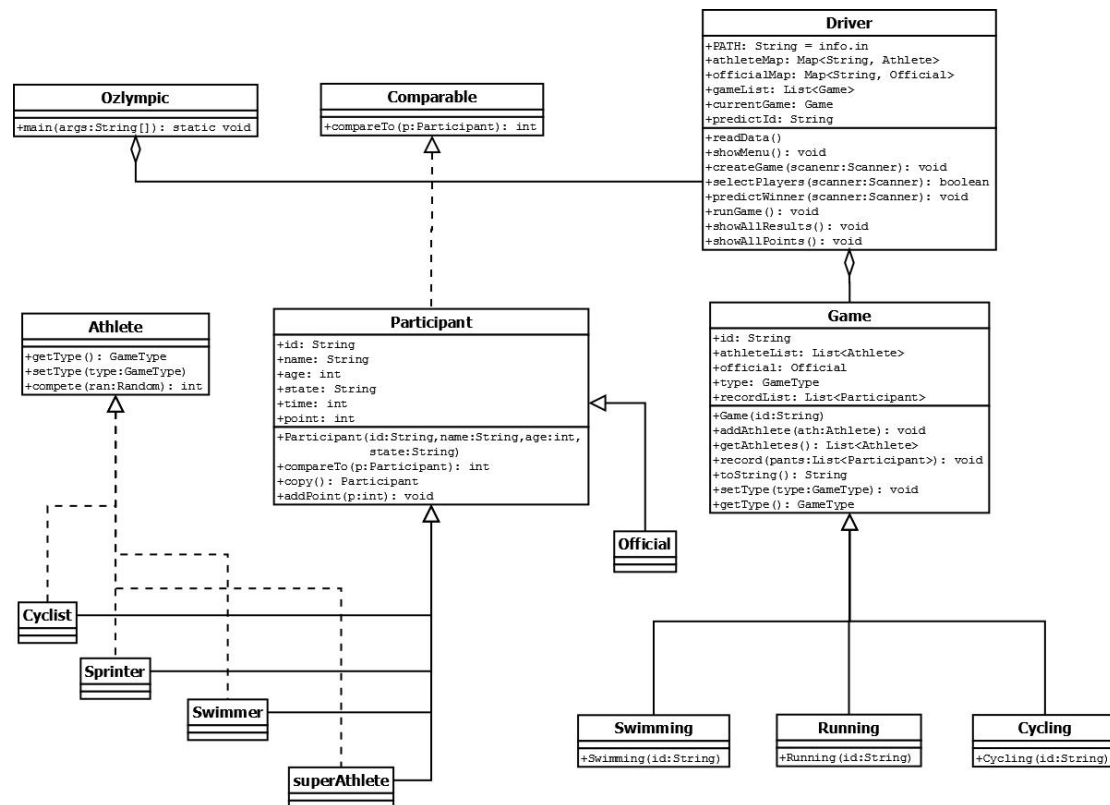 Driver
+PATH: String = info.in
+athleteMap: Map<String, Athlete>
+officialMap: Map<String, Official>
+gameList: List<Game>
+currentGame: Game
+predictId: String
+readData()
+showMenu(): void
+createGame(scanenr:Scanner): void
+selectPlayers(scanner:Scanner): boolean
+predictWinner(scanner:Scanner): void
+runGame(): void
+showAllResults(): void
+showAllPoints(): void
Ozlympic
+main(args:String[]): static void
Comparable
+compareTo(p:Participant): int
Athlete
+getType(): GameType
+setType(type:GameType)
+compete(ran:Random): int
Participant
+id: String
+name: String
+age: int
+state: String
+time: int
+point: int
+Participant(id:String,name:String,age:int,
state:String)
+compareTo(p:Participant): int
+copy(): Participant
+addPoint(p:int): void
Game
+id: String
+athleteList: List<Athlete>
+official: Official
+type: GameType
+recordList: List<Participant>
+Game(id:String)
+addAthlete(ath:Athlete): void
+getAthletes(): List<Athlete>
+record(pants:List<Participant>): void
+toString(): String
+setType(type:GameType): void
+getType(): GameType
Official
Cyclist
Sprinter
Swimmer
superAthlete
Swimming
+Swimming(id:String)
Running
+Running(id:String)
Cycling
+Cycling(id:String)